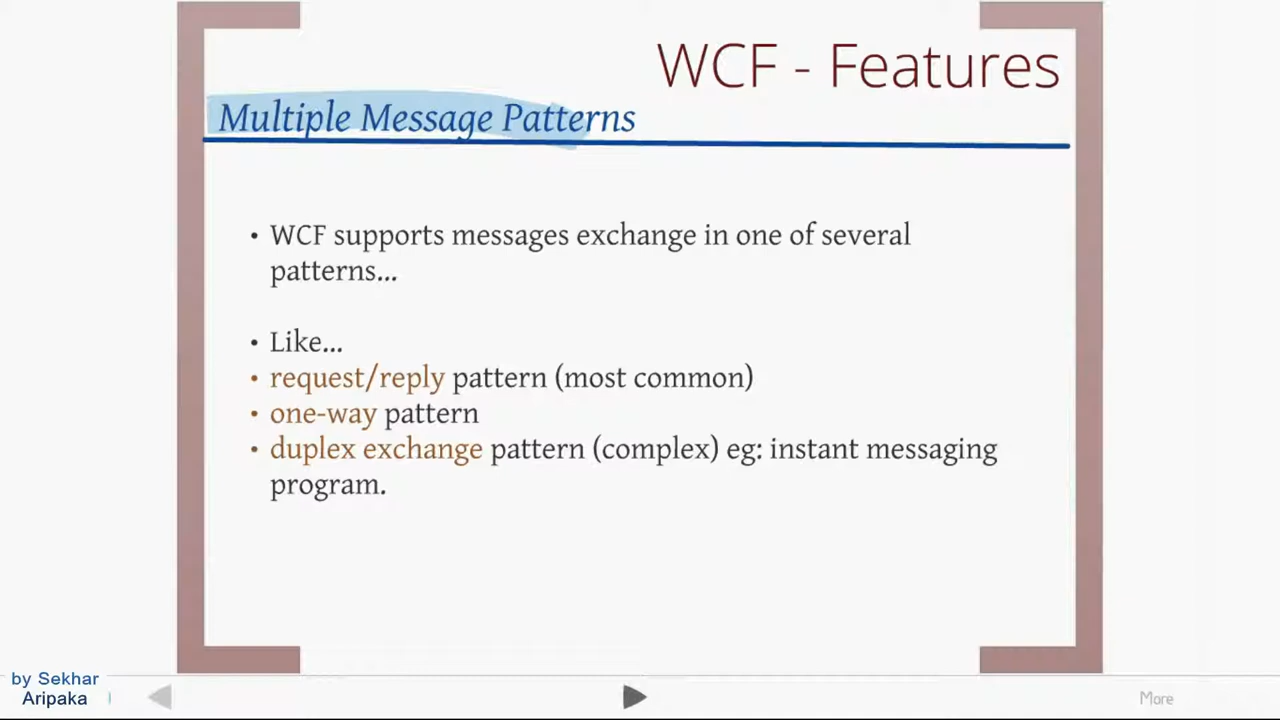 WCF - Features
Multiple Message Patterns
• WCF supports messages exchange in one of several
patterns...
• Like...
• request/reply pattern (most common)
• one-way pattern
• duplex exchange pattern (complex) eg: instant messaging
program.
by Sekhar
Aripaka
More